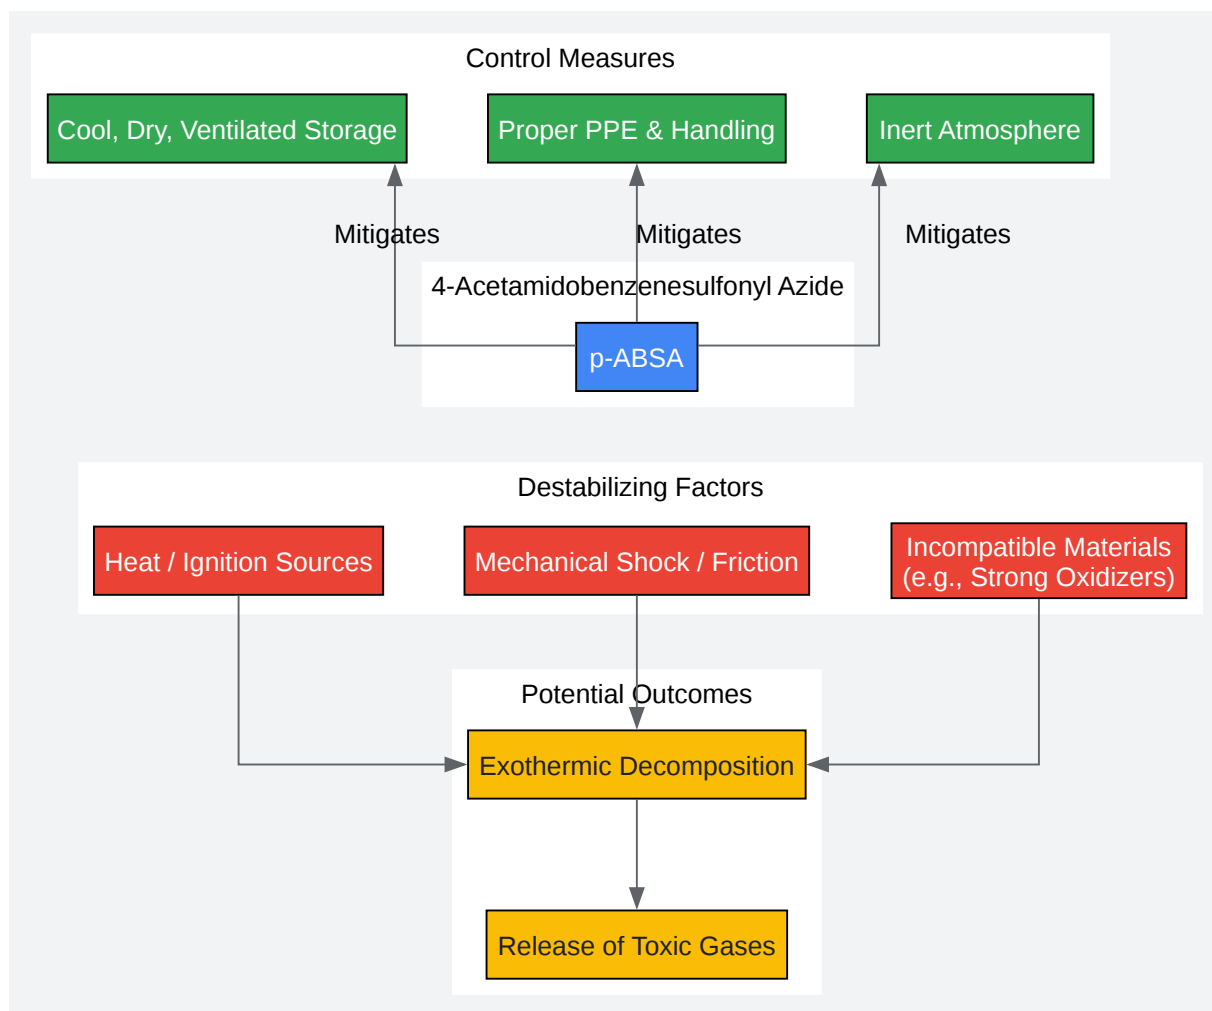 Control Measures
Cool, Dry, Ventilated Storage
Proper PPE & Handling
Inert Atmosphere
Mitigates
Mitigates
Mitigates
4-Acetamidobenzenesulfonyl Azide
p-ABSA
Destabilizing Factors
Heat / Ignition Sources
Mechanical Shock / Friction
Incompatible Materials
(e.g., Strong Oxidizers)
Potential Outcomes
Exothermic Decomposition
Release of Toxic Gases